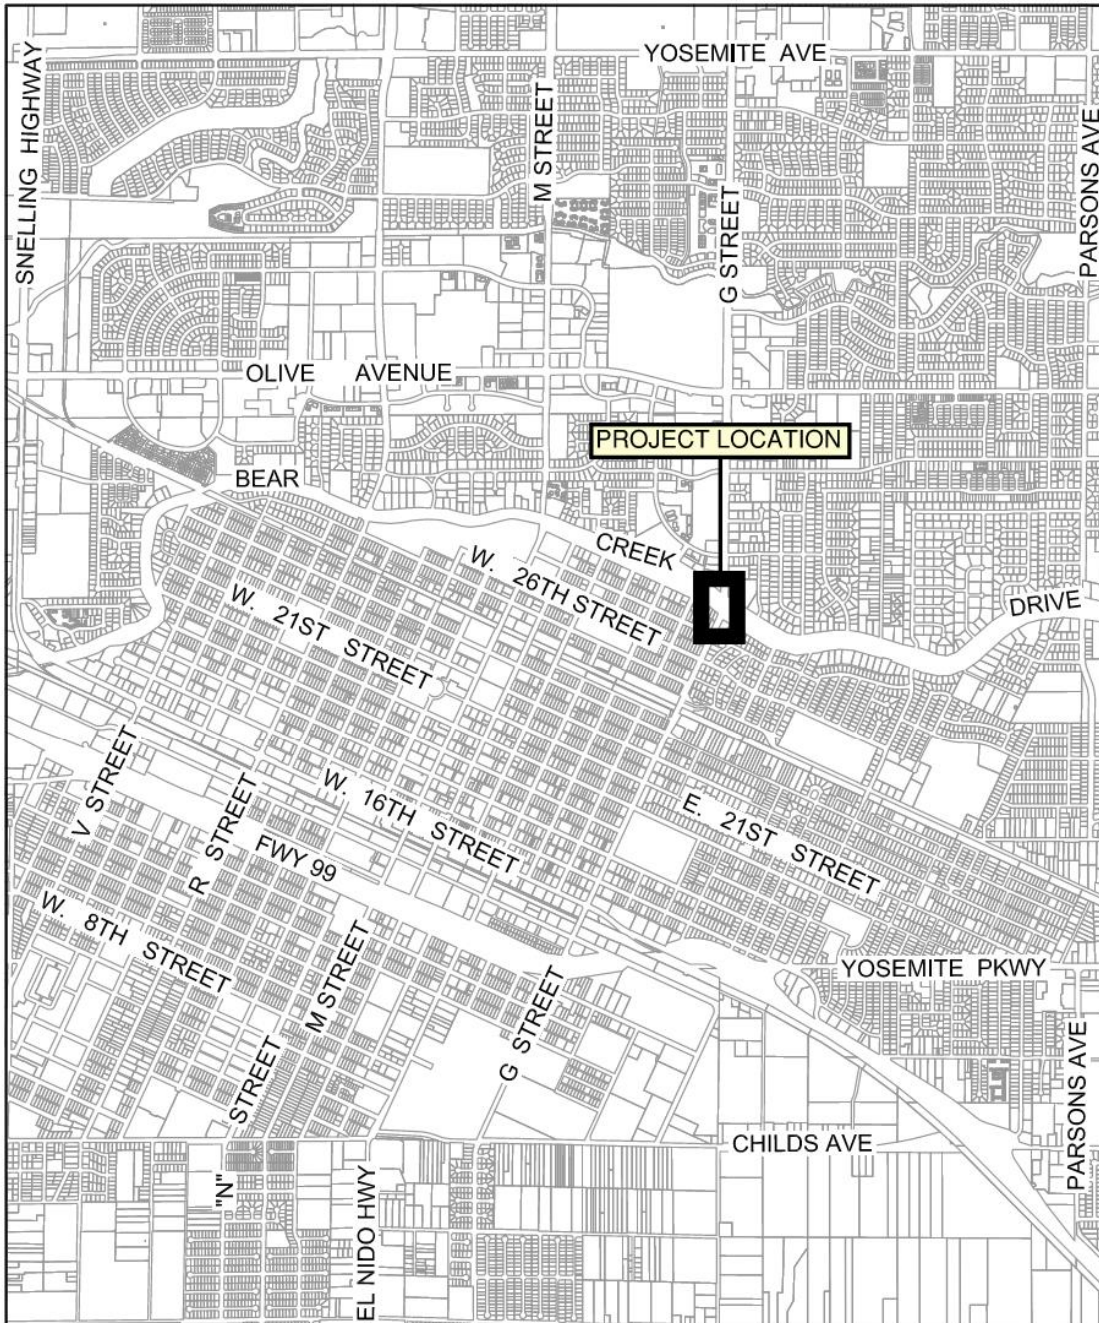 YOSEMITE AVE
SNELLING HIGHWAY
M STREET
G STREET
PARSONS AVE
OLIVE AVENUE
PROJECT LOCATION
BEAR CREEK DRIVE
W. 26TH STREET
W. 21ST STREET
V STREET
R STREET
FWY 99
W. 16TH STREET
E. 21ST STREET
W. 8TH STREET
M STREET
G STREET
YOSEMITE PKWY
"N" STREET
EL NIDO HWY
CHILDS AVE
PARSONS AVE